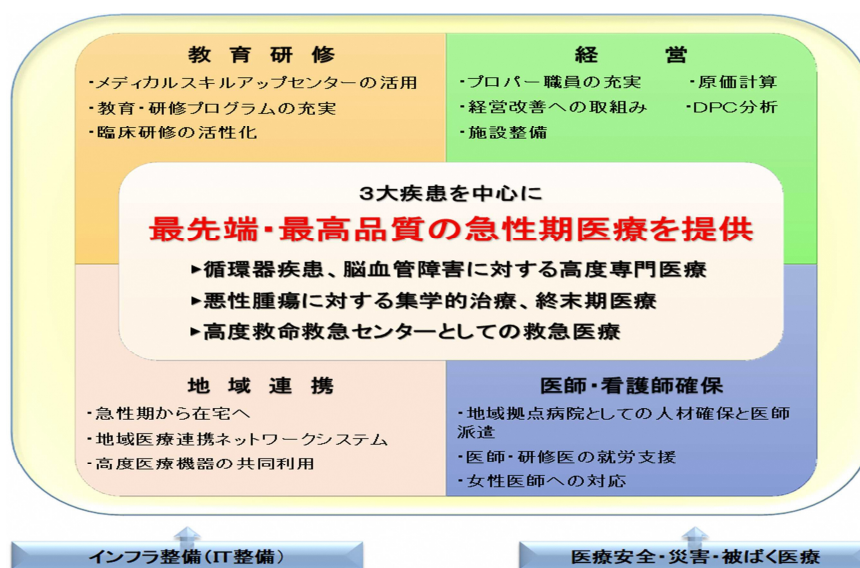 教育研修
・メディカルスキルアップセンターの活用
・教育・研修プログラムの充実
・臨床研修の活性化
経営
・プロパー職員の充実 ・原価計算
・経営改善への取組み ・DPC分析
・施設整備
3大疾患を中心に
最先端・最高品質の急性期医療を提供
▸循環器疾患、脳血管障害に対する高度専門医療
▸悪性腫瘍に対する集学的治療、終末期医療
▸高度救命救急センターとしての救急医療
地域連携
・急性期から在宅へ
・地域医療連携ネットワークシステム
・高度医療機器の共同利用
医師・看護師確保
・地域拠点病院としての人材確保と医師
派遣
・医師・研修医の就労支援
・女性医師への対応
インフラ整備(IT整備)
医療安全・災害・被ばく医療